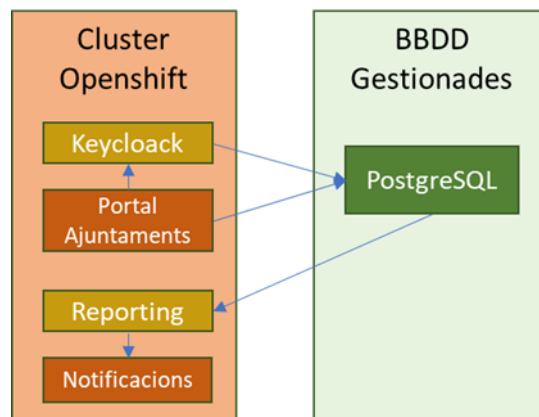 Cluster
Openshift
Keycloack
Portal
Ajuntaments
Reporting
Notificacions
BBDD
Gestionades
PostgreSQL